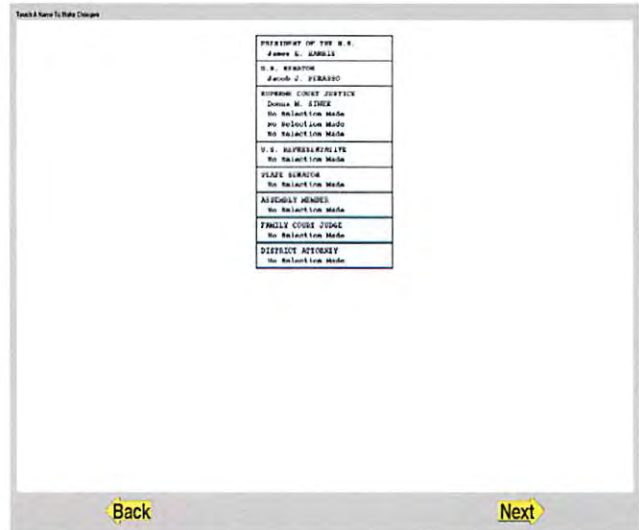 Touch A Name To Make Changes
PRESIDENT OF THE U.S.
James E. HARRIS
U.S. SENATOR
Jacob J.
SUPREME COURT JUSTICE
Donna M.
No Selection Made
No Selection Made
No Selection Made
U.S. REPRESENTATIVE
No Selection Made
STATE SENATOR
No Selection Made
ASSEMBLY MEMBER
No Selection Made
FAMILY COURT JUDGE
No Selection Made
DISTRICT ATTORNEY
No Selection Made
Back
Next